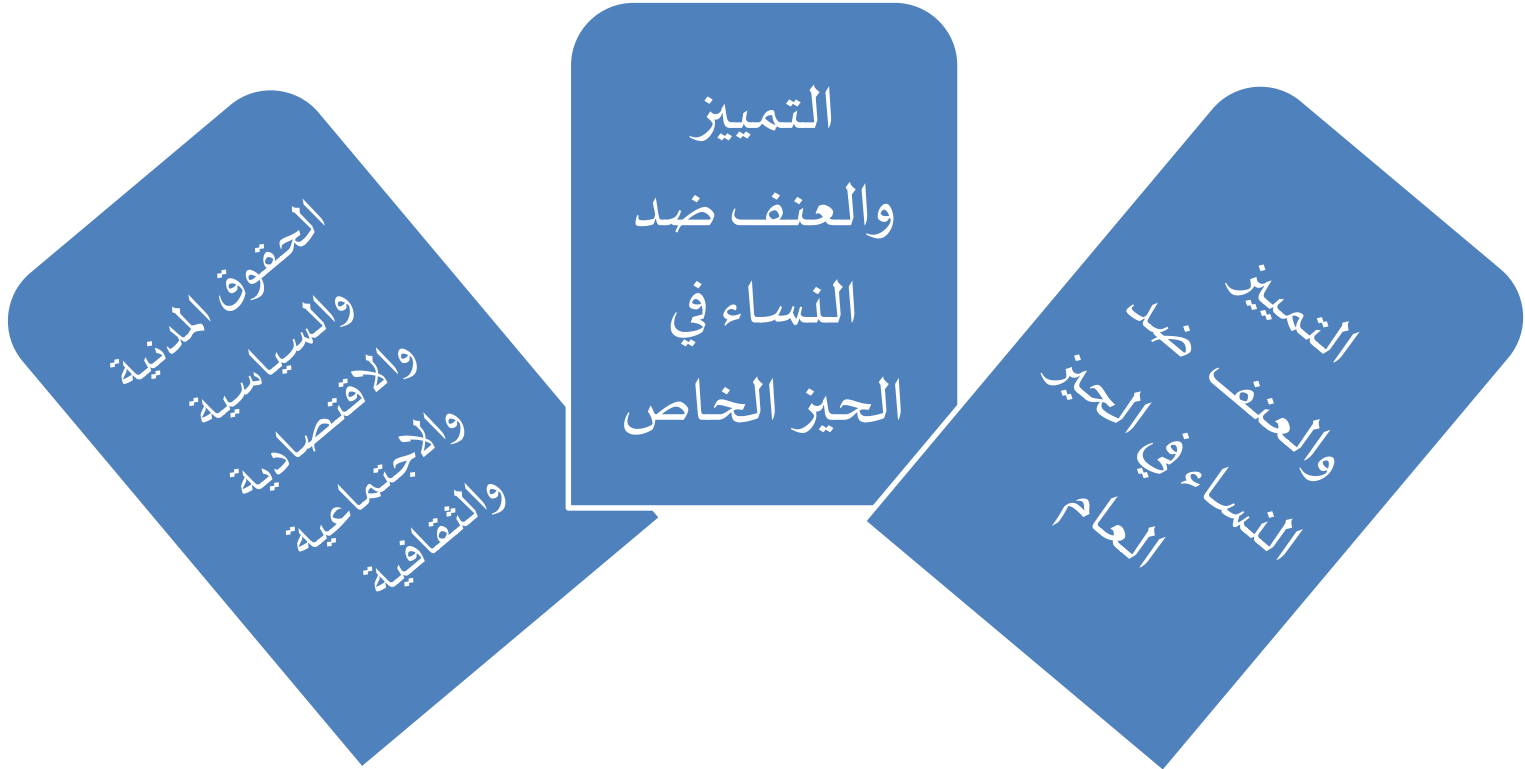 التمييز
والعنف ضد
النساء في الحيز
العام
التمييز
والعنف ضد
النساء في
الحيز الخاص
الحقوق المدنية
والسياسية
والاقتصادية
والاجتماعية
والثقافية